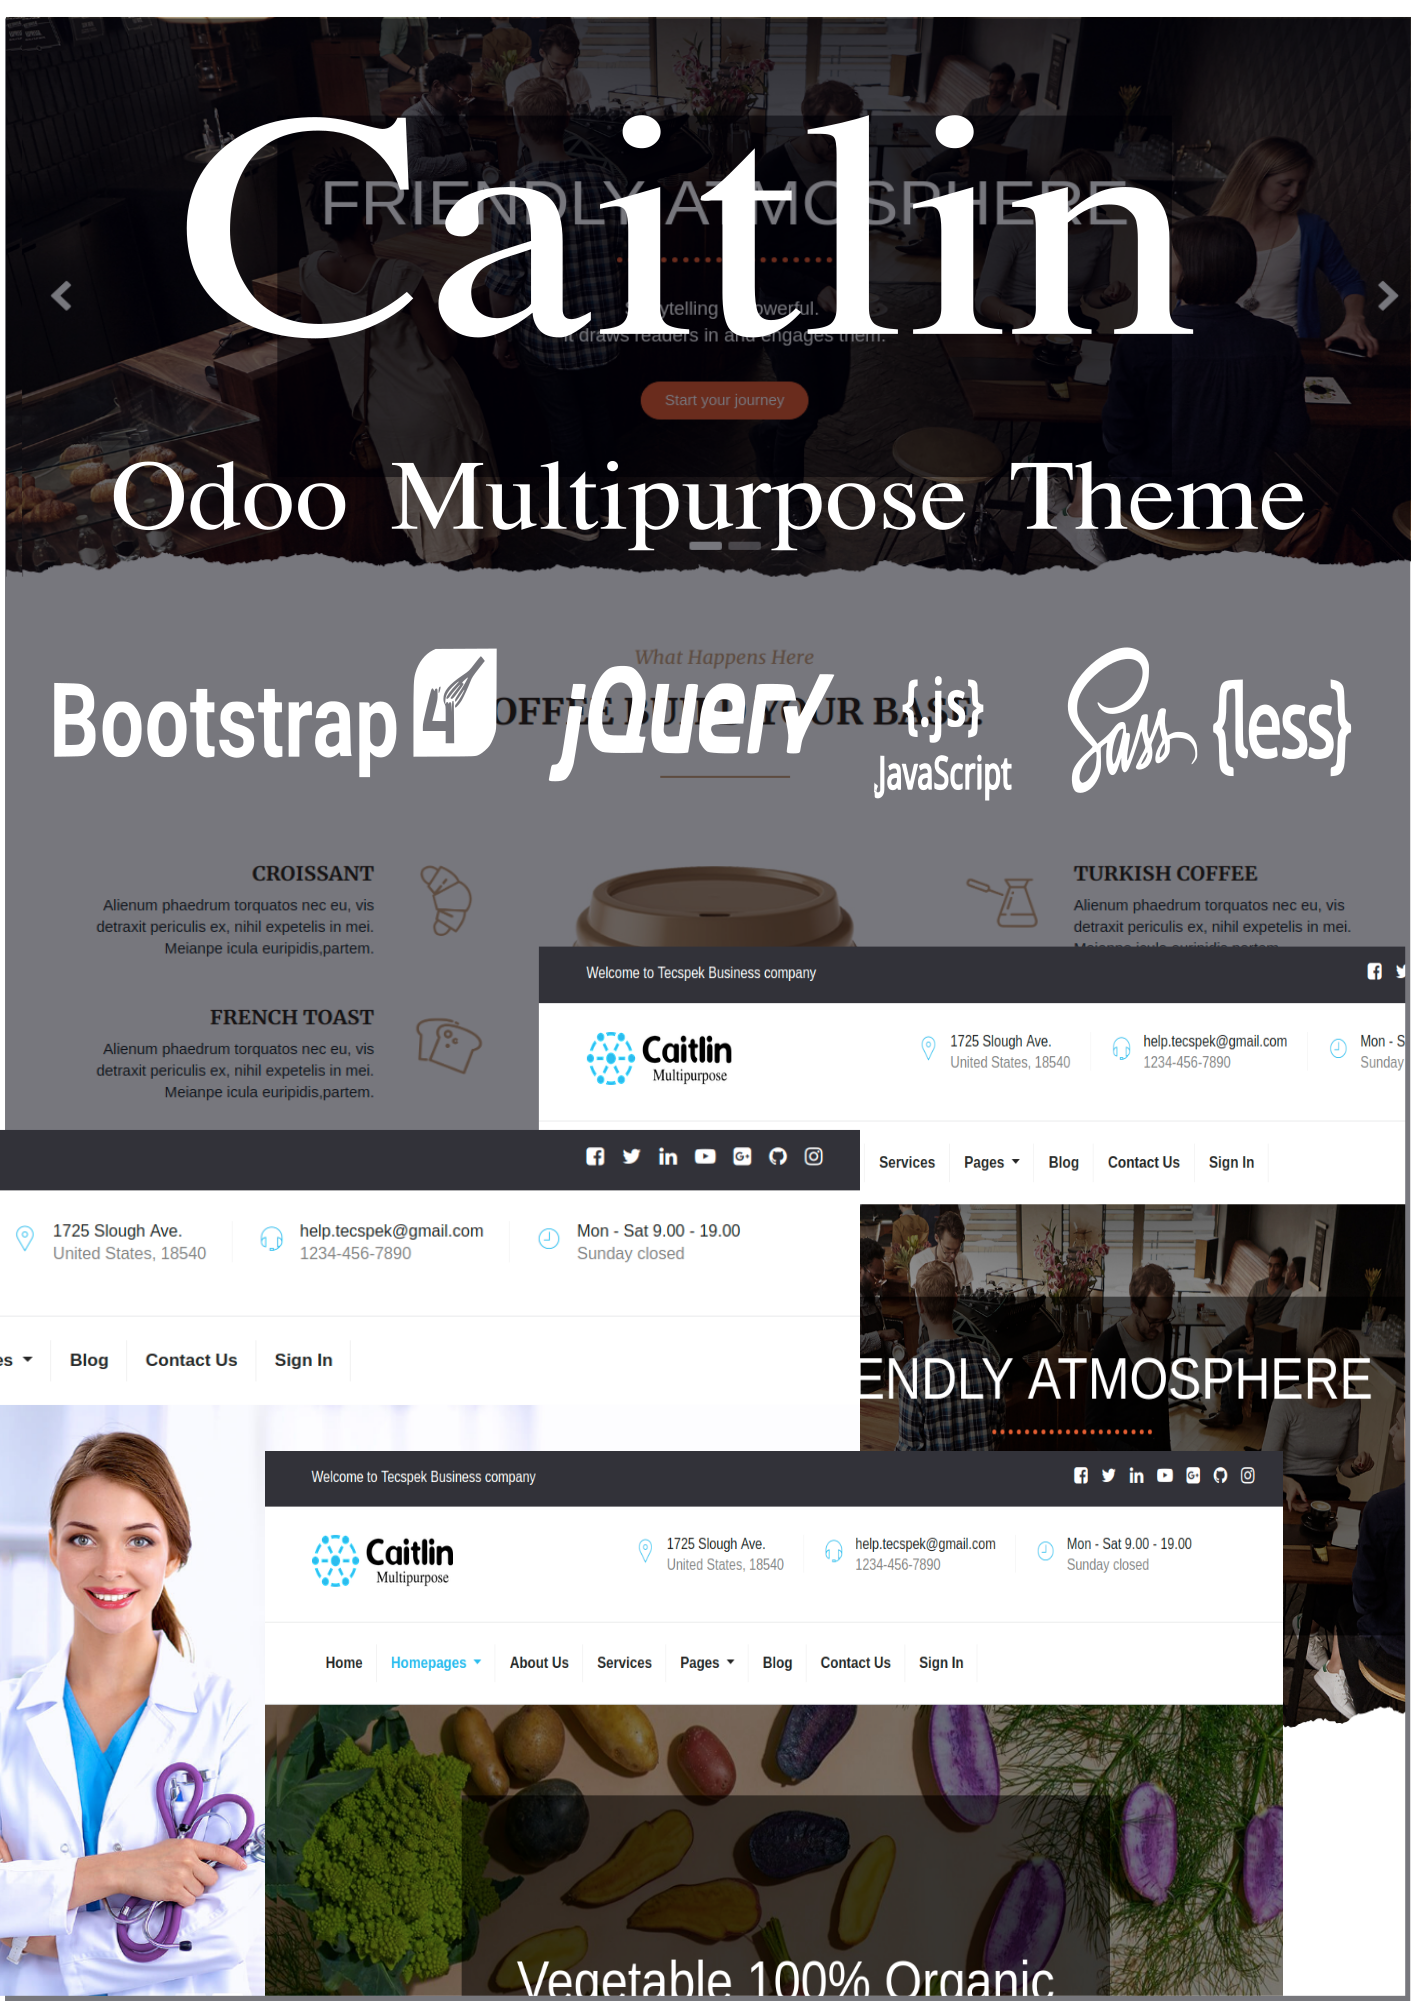 Caitlin
FRIENDLY ATMOSPHERE
it draws readers in and engages them.
Start your journey
Odoo Multipurpose Theme
What Happens Here
Bootstrap 4
jQuery
{.js}
JavaScript
Sass
{less}
CROISSANT
Alienum phaedrum torquatos nec eu, vis
detraxit periculis ex, nihil expetelis in mei.
Meianpe icula euripidis,partem.
TURKISH COFFEE
Alienum phaedrum torquatos nec eu, vis
detraxit periculis ex, nihil expetelis in mei.
FRENCH TOAST
Alienum phaedrum torquatos nec eu, vis
detraxit periculis ex, nihil expetelis in mei.
Meianpe icula euripidis,partem.
Welcome to Tecspek Business company
Caitlin
Multipurpose
1725 Slough Ave.
United States, 18540
help.tecspek@gmail.com
1234-456-7890
Mon - S
Sunday
Services Pages Blog Contact Us Sign In
1725 Slough Ave.
United States, 18540
help.tecspek@gmail.com
1234-456-7890
Mon - Sat 9.00 - 19.00
Sunday closed
es Blog Contact Us Sign In
ENDLY ATMOSPHERE
Welcome to Tecspek Business company
Caitlin
Multipurpose
1725 Slough Ave.
United States, 18540
help.tecspek@gmail.com
1234-456-7890
Mon - Sat 9.00 - 19.00
Sunday closed
Home Homepages About Us Services Pages Blog Contact Us Sign In
Vegetable 100% Organic